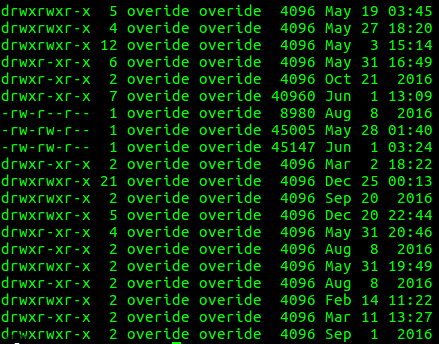 drwxrwxr-x 5 overide overide 4096 May 19 03:45
drwxrwxr-x 4 overide overide 4096 May 27 18:20
drwxrwxr-x 12 overide overide 4096 May 3 15:14
drwxrwxr-x 6 overide overide 4096 May 31 16:49
drwxr-xr-x 2 overide overide 4096 Oct 21 2016
drwxr-xr-x 7 overide overide 40960 Jun 1 13:09
-rw-r--r-- 1 overide overide 8980 Aug 8 2016
-rw-rw-r-- 1 overide overide 45005 May 28 01:40
-rw-rw-r-- 1 overide overide 45147 Jun 1 03:24
drwxr-xr-x 2 overide overide 4096 Mar 2 18:22
drwxrwxr-x 21 overide overide 4096 Dec 25 00:13
drwxrwxr-x 2 overide overide 4096 Sep 20 2016
drwxrwxr-x 5 overide overide 4096 Dec 20 22:44
drwxr-xr-x 4 overide overide 4096 May 31 20:46
drwxr-xr-x 2 overide overide 4096 Aug 8 2016
drwxr-xr-x 2 overide overide 4096 May 31 19:49
drwxr-xr-x 2 overide overide 4096 Aug 8 2016
drwxrwxr-x 2 overide overide 4096 Feb 14 11:22
drwxrwxr-x 2 overide overide 4096 Mar 11 13:27
drwxrwxr-x 2 overide overide 4096 Sep 1 2016